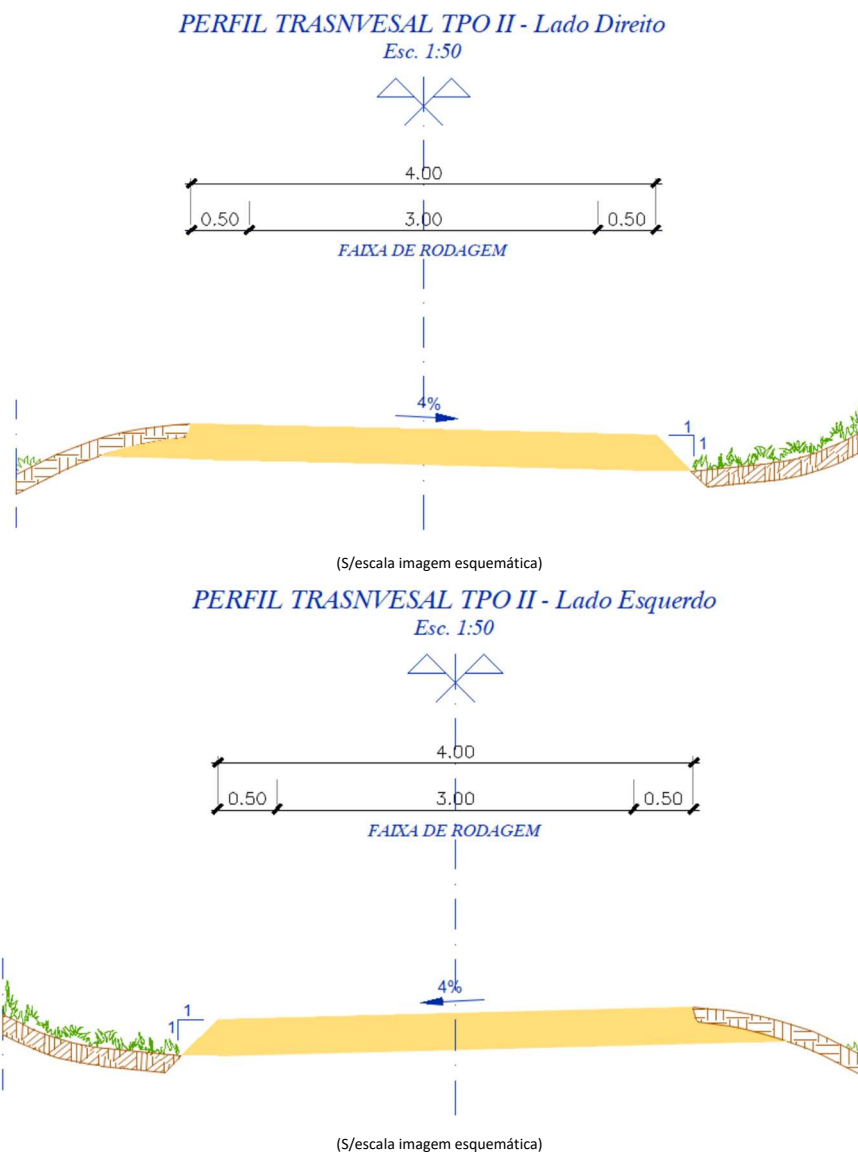 PERFIL TRASNVESAL TPO II - Lado Direito
Esc. 1:50
4.00
0.50 3.00 0.50
FAIXA DE RODAGEM
4%
1
1
(S/escala imagem esquemática)
PERFIL TRASNVESAL TPO II - Lado Esquerdo
Esc. 1:50
4.00
0.50 3.00 0.50
FAIXA DE RODAGEM
4%
1
1
(S/escala imagem esquemática)